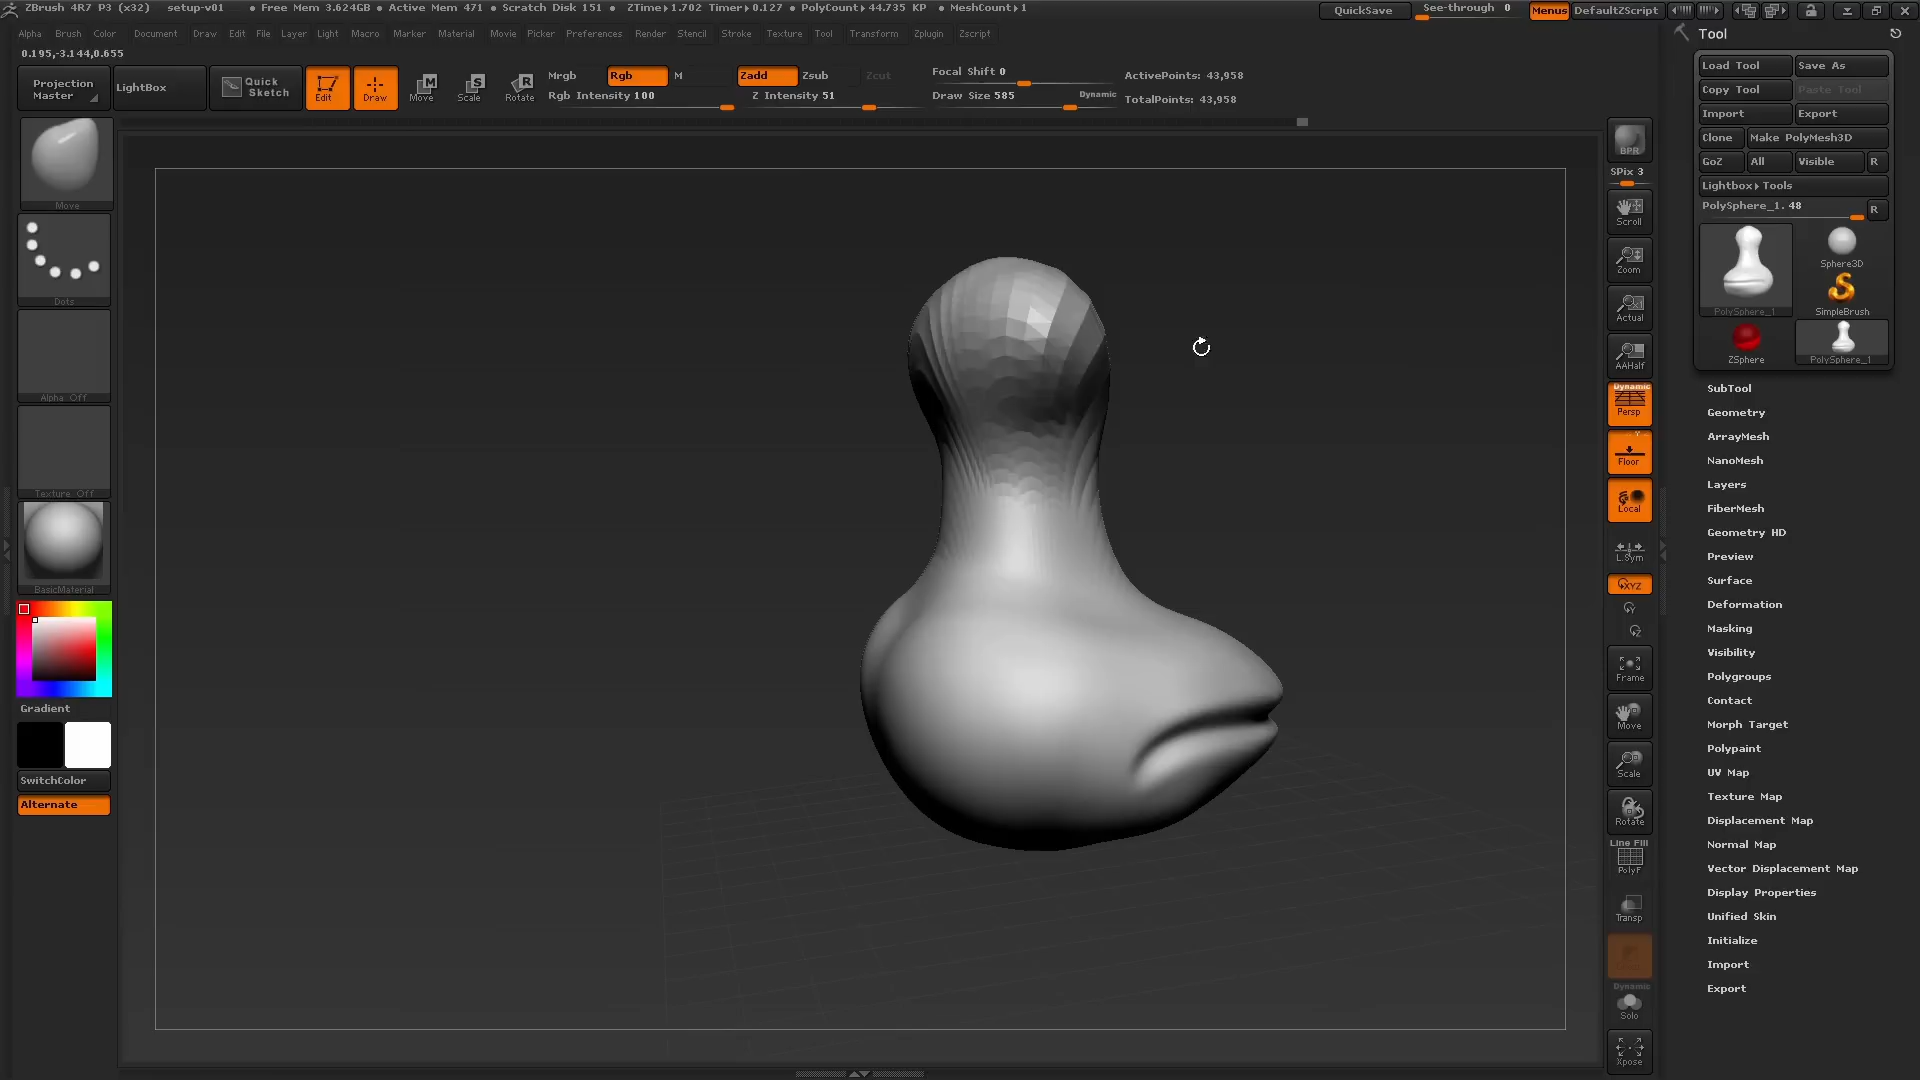 ZBrush 4R7 P3 (x32) setup-v01 • Free Mem 3.624GB • Active Mem 471 • Scratch Disk 151 • ZTime▸1.702 Timer▸0.127 • PolyCount▸44.735 KP • MeshCount▸1 QuickSave See-through 0 Menus DefaultZScript
Alpha Brush Color Document Draw Edit File Layer Light Macro Marker Material Movie Picker Preferences Render Stencil Stroke Texture Tool Transform Zplugin Zscript
0.195,-3.144,0.655
Projection Master
LightBox
Quick Sketch
Edit
Draw
Move
Scale
Rotate
Mrgb Rgb M
Rgb Intensity 100
Zadd Zsub Zcut
Z Intensity 51
Focal Shift 0
Draw Size 585 Dynamic
ActivePoints: 43,958
TotalPoints: 43,958
Move
Dots
Alpha Off
Texture Off
BasicMaterial
Gradient
SwitchColor
Alternate
BPR
SPix 3
Scroll
Zoom
Actual
AAHalf
Dynamic
Persp
Floor
Local
L.Sym
XYZ
Y
Z
Frame
Move
Scale
Rotate
Line Fill
PolyF
Transp
Dynamic
Solo
Xpose
Tool
Load Tool Save As
Copy Tool Paste Tool
Import Export
Clone Make PolyMesh3D
GoZ All Visible R
Lightbox▸Tools
PolySphere_1. 48 R
PolySphere_1
Sphere3D
SimpleBrush
ZSphere
PolySphere_1
SubTool
Geometry
ArrayMesh
NanoMesh
Layers
FiberMesh
Geometry HD
Preview
Surface
Deformation
Masking
Visibility
Polygroups
Contact
Morph Target
Polypaint
UV Map
Texture Map
Displacement Map
Normal Map
Vector Displacement Map
Display Properties
Unified Skin
Initialize
Import
Export